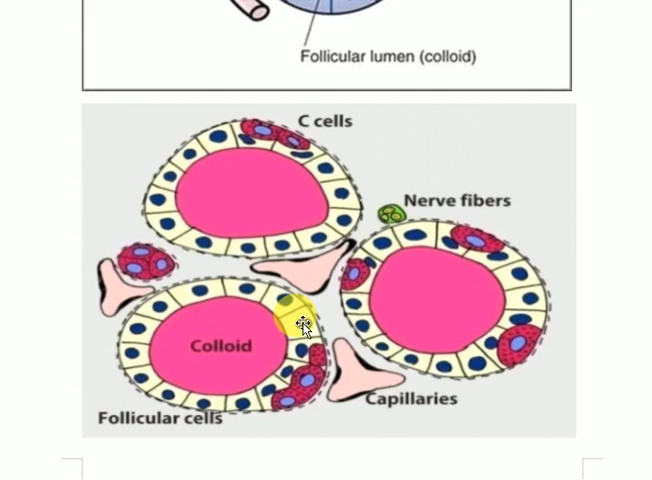 Follicular lumen (colloid)
C cells
Nerve fibers
Colloid
Capillaries
Follicular cells